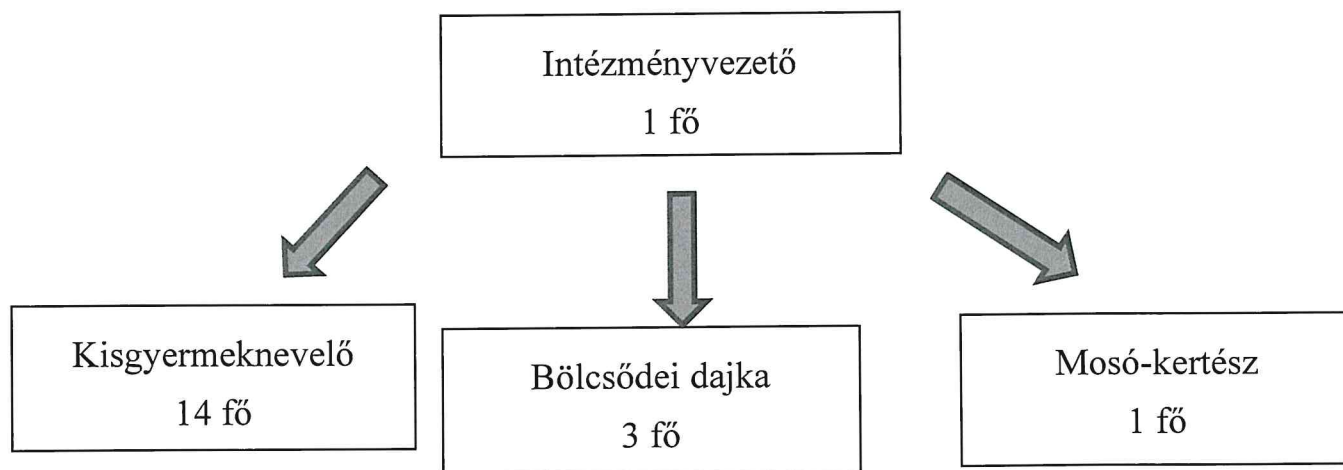 Intézményvezető
1 fő
Kisgyermeknevelő
14 fő
Bölcsődei dajka
3 fő
Mosó-kertész
1 fő